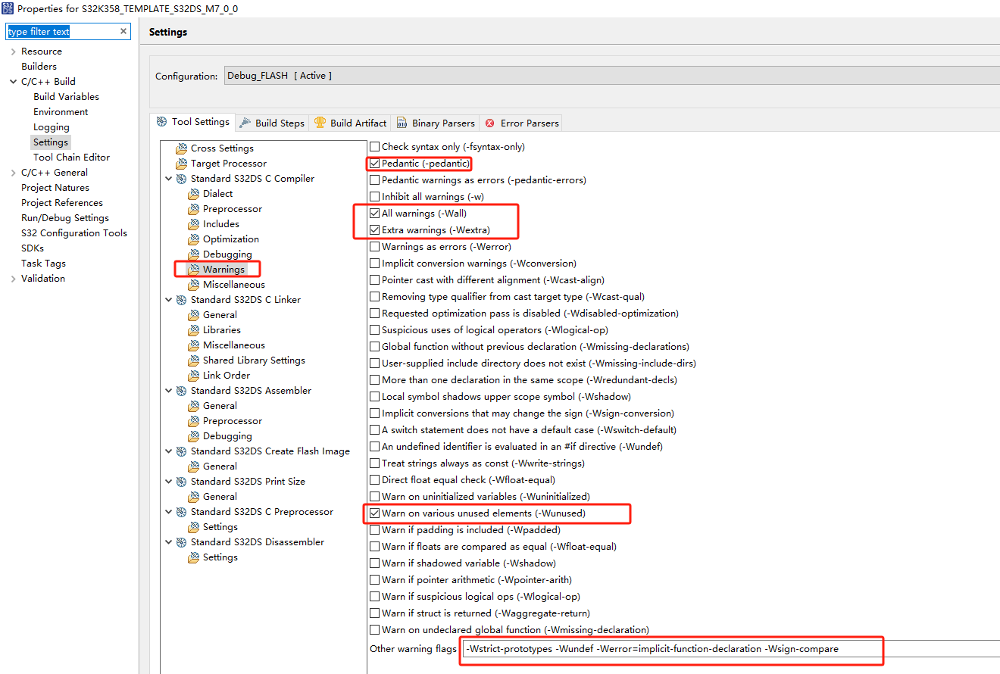 Properties for S32K358_TEMPLATE_S32DS_M7_0_0
type filter text
Resource
Builders
C/C++ Build
Build Variables
Environment
Logging
Settings
Tool Chain Editor
C/C++ General
Project Natures
Project References
Run/Debug Settings
S32 Configuration Tools
SDKs
Task Tags
Validation
Settings
Configuration:
Debug_FLASH [ Active ]
Tool Settings
Build Steps
Build Artifact
Binary Parsers
Error Parsers
Cross Settings
Target Processor
Standard S32DS C Compiler
Dialect
Preprocessor
Includes
Optimization
Debugging
Warnings
Miscellaneous
Standard S32DS C Linker
General
Libraries
Miscellaneous
Shared Library Settings
Link Order
Standard S32DS Assembler
General
Preprocessor
Debugging
Standard S32DS Create Flash Image
General
Standard S32DS Print Size
General
Standard S32DS C Preprocessor
Settings
Standard S32DS Disassembler
Settings
Check syntax only (-fsyntax-only)
Pedantic (-pedantic)
Pedantic warnings as errors (-pedantic-errors)
Inhibit all warnings (-w)
All warnings (-Wall)
Extra warnings (-Wextra)
Warnings as errors (-Werror)
Implicit conversion warnings (-Wconversion)
Pointer cast with different alignment (-Wcast-align)
Removing type qualifier from cast target type (-Wcast-qual)
Requested optimization pass is disabled (-Wdisabled-optimization)
Suspicious uses of logical operators (-Wlogical-op)
Global function without previous declaration (-Wmissing-declarations)
User-supplied include directory does not exist (-Wmissing-include-dirs)
More than one declaration in the same scope (-Wredundant-decls)
Local symbol shadows upper scope symbol (-Wshadow)
Implicit conversions that may change the sign (-Wsign-conversion)
A switch statement does not have a default case (-Wswitch-default)
An undefined identifier is evaluated in an #if directive (-Wundef)
Treat strings always as const (-Wwrite-strings)
Direct float equal check (-Wfloat-equal)
Warn on uninitialized variables (-Wuninitialized)
Warn on various unused elements (-Wunused)
Warn if padding is included (-Wpadded)
Warn if floats are compared as equal (-Wfloat-equal)
Warn if shadowed variable (-Wshadow)
Warn if pointer arithmetic (-Wpointer-arith)
Warn if suspicious logical ops (-Wlogical-op)
Warn if struct is returned (-Waggregate-return)
Warn on undeclared global function (-Wmissing-declaration)
Other warning flags
-Wstrict-prototypes -Wundef -Werror=implicit-function-declaration -Wsign-compare